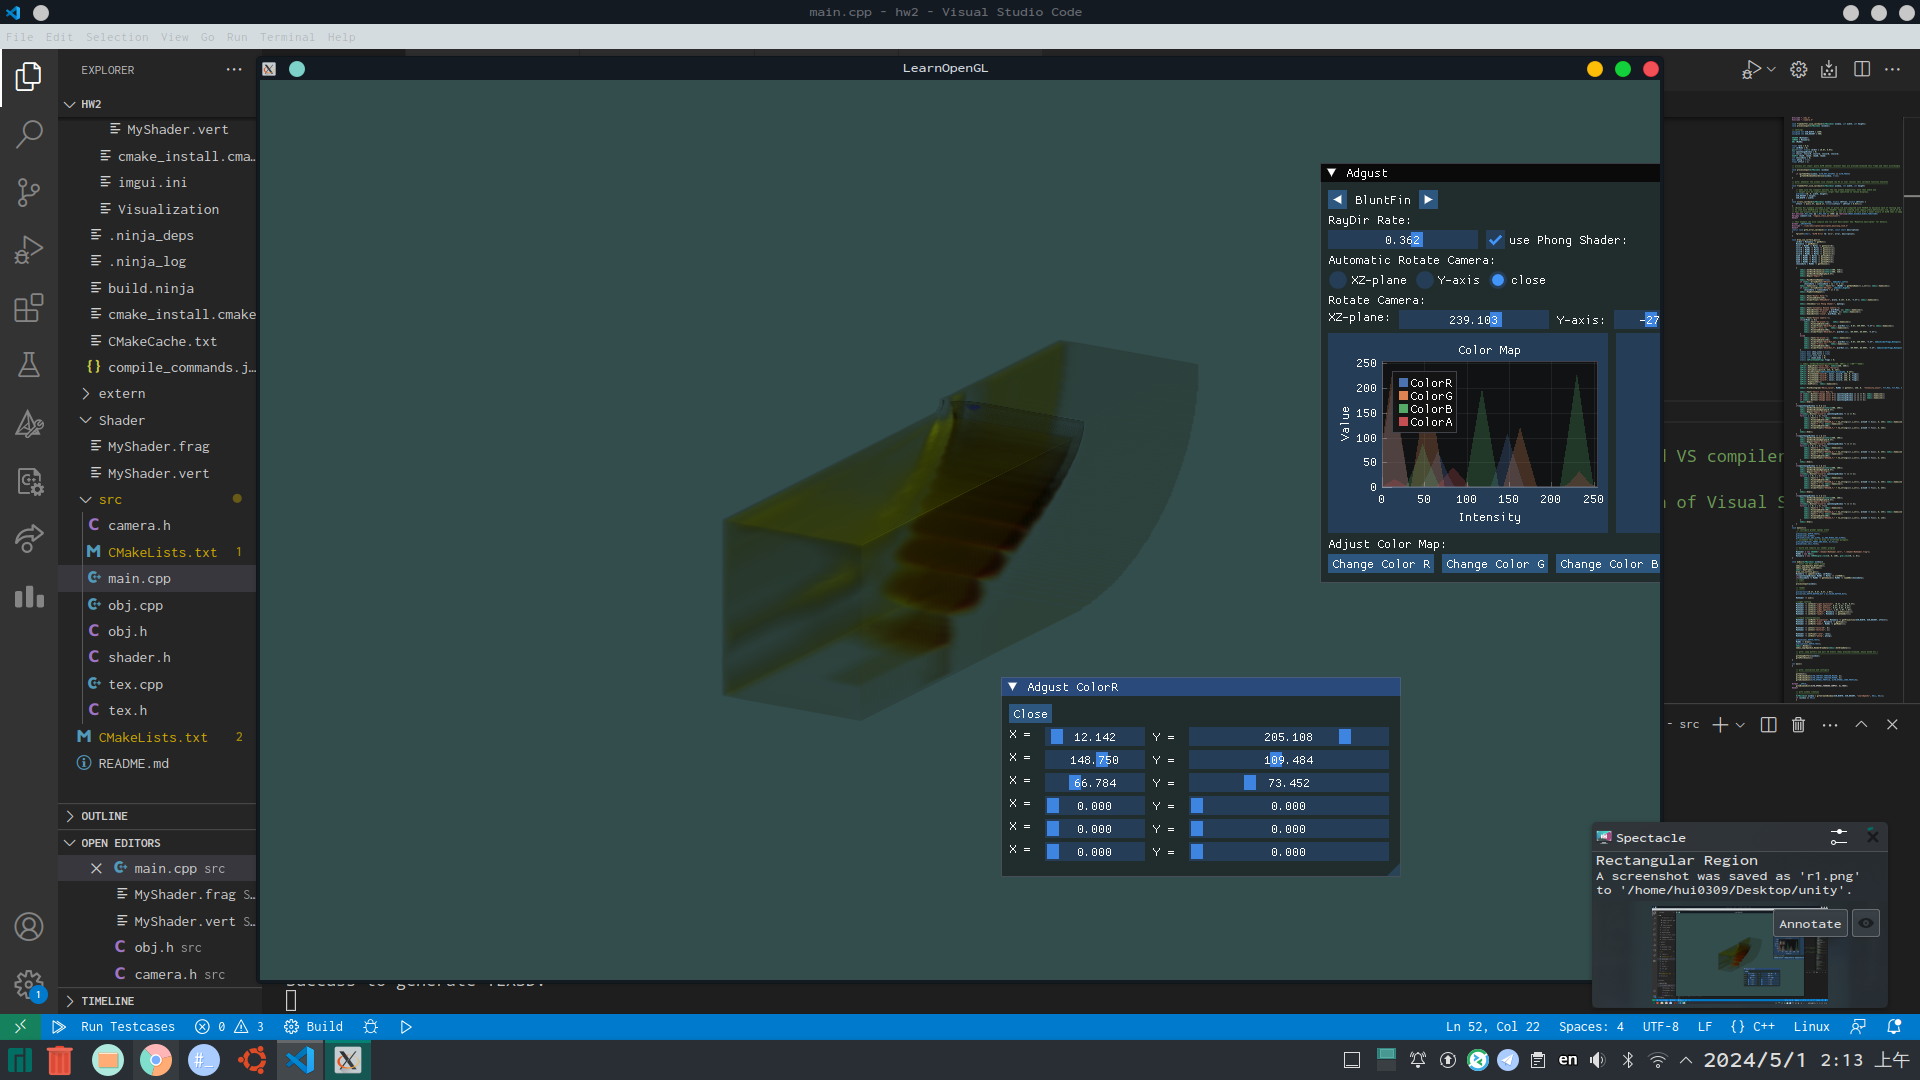 main.cpp - hw2 - Visual Studio Code
File Edit Selection View Go Run Terminal Help
EXPLORER
HW2
MyShader.vert
cmake_install.cma…
imgui.ini
Visualization
.ninja_deps
.ninja_log
build.ninja
cmake_install.cmake
CMakeCache.txt
{} compile_commands.j…
extern
Shader
MyShader.frag
MyShader.vert
src
C camera.h
M CMakeLists.txt 1
main.cpp
obj.cpp
C obj.h
C shader.h
tex.cpp
C tex.h
M CMakeLists.txt 2
README.md
OUTLINE
OPEN EDITORS
main.cpp src
MyShader.frag S…
MyShader.vert S…
C obj.h src
C camera.h src
TIMELINE
LearnOpenGL
Adgust
BluntFin
RayDir Rate:
0.362 use Phong Shader:
Automatic Rotate Camera:
XZ-plane Y-axis close
Rotate Camera:
XZ-plane: 239.103 Y-axis: -27
Color Map
ColorR
ColorG
ColorB
ColorA
Value
250
200
150
100
50
0
0 50 100 150 200 250
Intensity
Adjust Color Map:
Change Color R Change Color G Change Color B
Adgust ColorR
Close
X = 12.142 Y = 205.108
X = 148.750 Y = 109.484
X = 66.784 Y = 73.452
X = 0.000 Y = 0.000
X = 0.000 Y = 0.000
X = 0.000 Y = 0.000
VS compiler
n of Visual S
- src
Spectacle
Rectangular Region
A screenshot was saved as 'r1.png'
to '/home/hui0309/Desktop/unity'.
Annotate
1
Run Testcases 0 3 Build
Ln 52, Col 22 Spaces: 4 UTF-8 LF {} C++ Linux
en 2024/5/1 2:13 上午